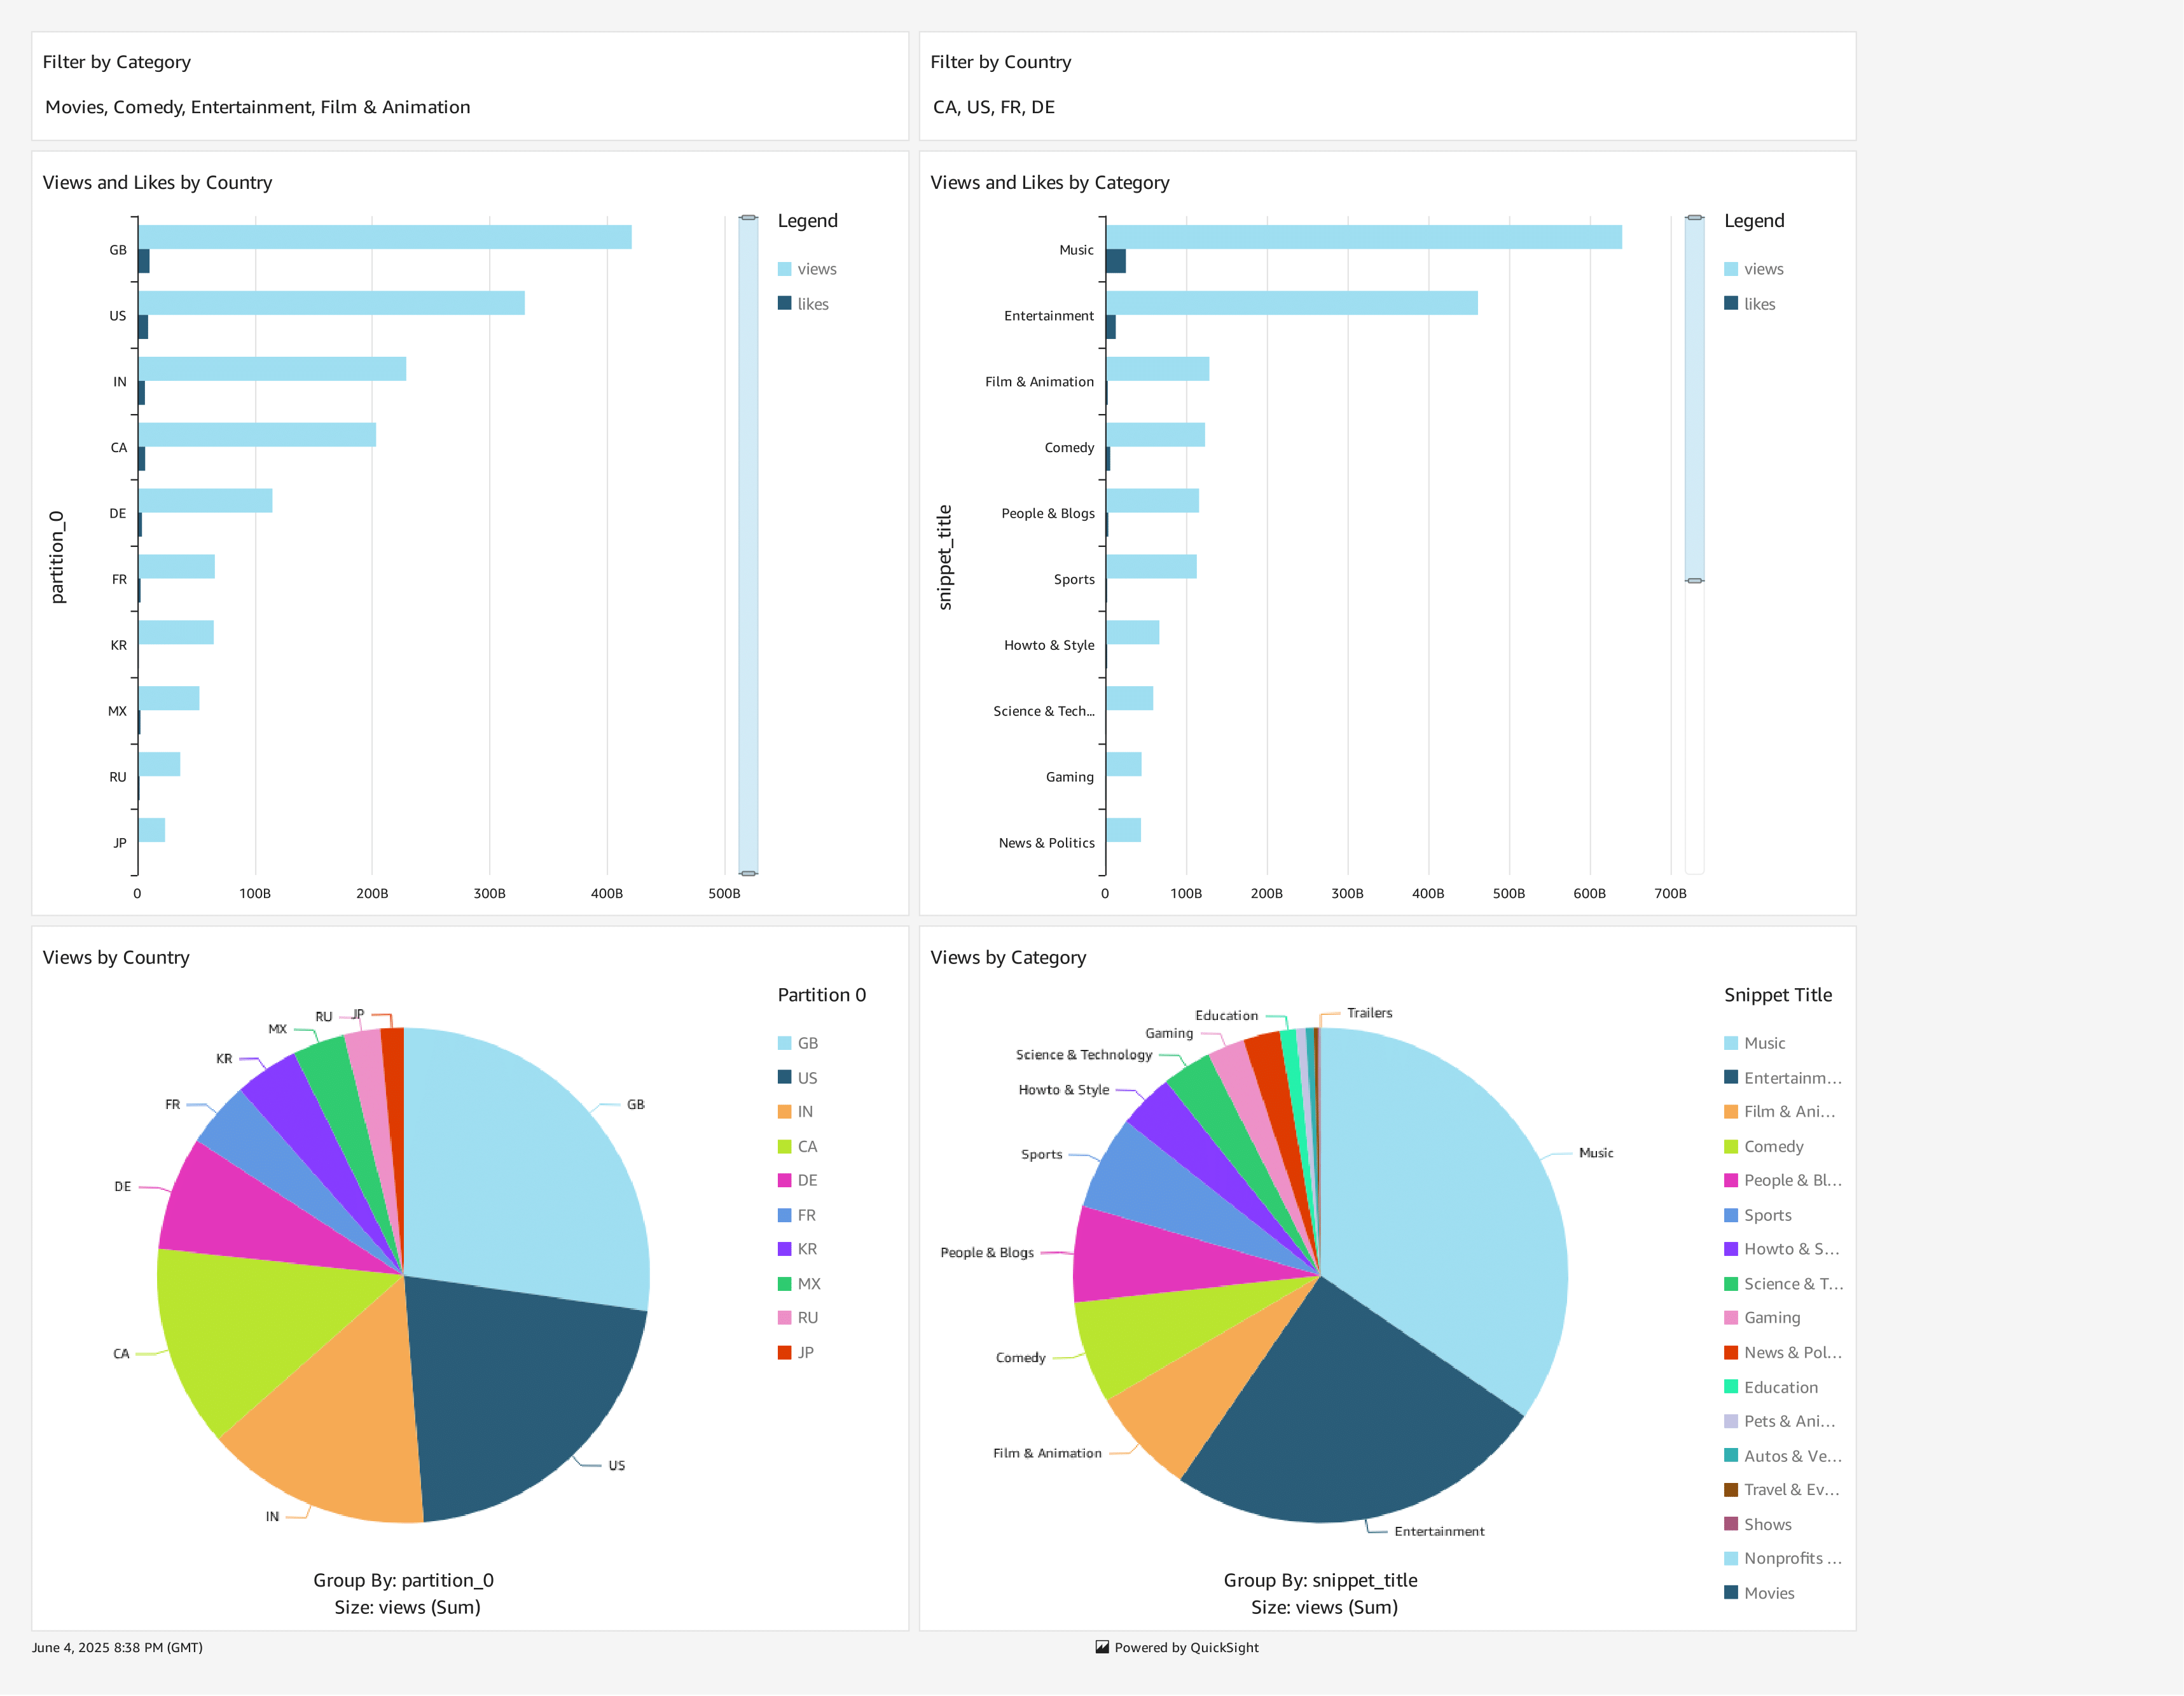 Filter by Category
Movies, Comedy, Entertainment, Film & Animation
Filter by Country
CA, US, FR, DE
Views and Likes by Country
Legend
views
likes
partition_0
GB
US
IN
CA
DE
FR
KR
MX
RU
JP
0 100B 200B 300B 400B 500B
Views and Likes by Category
Legend
views
likes
snippet_title
Music
Entertainment
Film & Animation
Comedy
People & Blogs
Sports
Howto & Style
Science & Tech...
Gaming
News & Politics
0 100B 200B 300B 400B 500B 600B 700B
Views by Country
JP
RU
MX
KR
FR
DE
CA
IN
US
GB
Partition 0
GB
US
IN
CA
DE
FR
KR
MX
RU
JP
Group By: partition_0
Size: views (Sum)
Views by Category
Trailers
Education
Gaming
Science & Technology
Howto & Style
Sports
People & Blogs
Comedy
Film & Animation
Entertainment
Music
Snippet Title
Music
Entertainm...
Film & Ani...
Comedy
People & Bl...
Sports
Howto & S...
Science & T...
Gaming
News & Pol...
Education
Pets & Ani...
Autos & Ve...
Travel & Ev...
Shows
Nonprofits ...
Movies
Group By: snippet_title
Size: views (Sum)
June 4, 2025 8:38 PM (GMT)
Powered by QuickSight